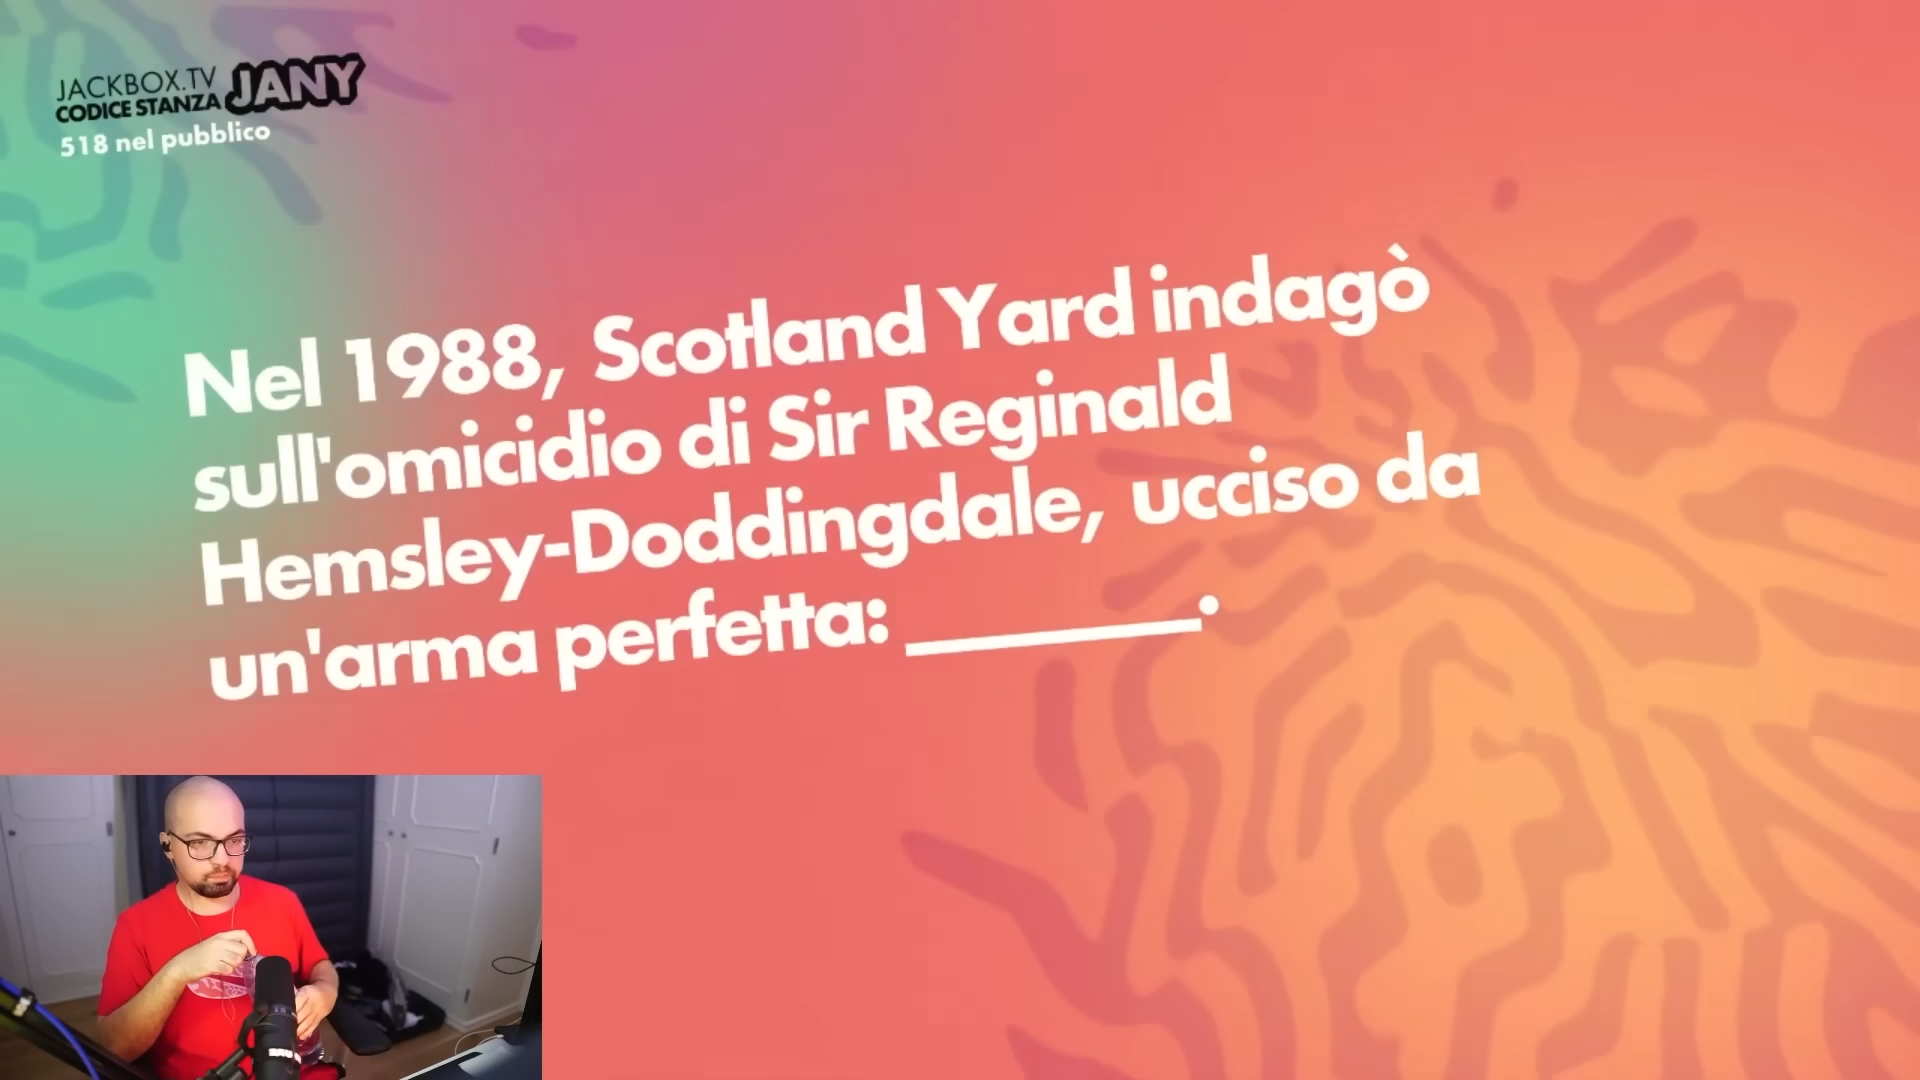 JACKBOX.TV
CODICE STANZA JANY
518 nel pubblico
Nel 1988, Scotland Yard indagò
sull'omicidio di Sir Reginald
Hemsley-Doddingdale, ucciso da
un'arma perfetta: ________.